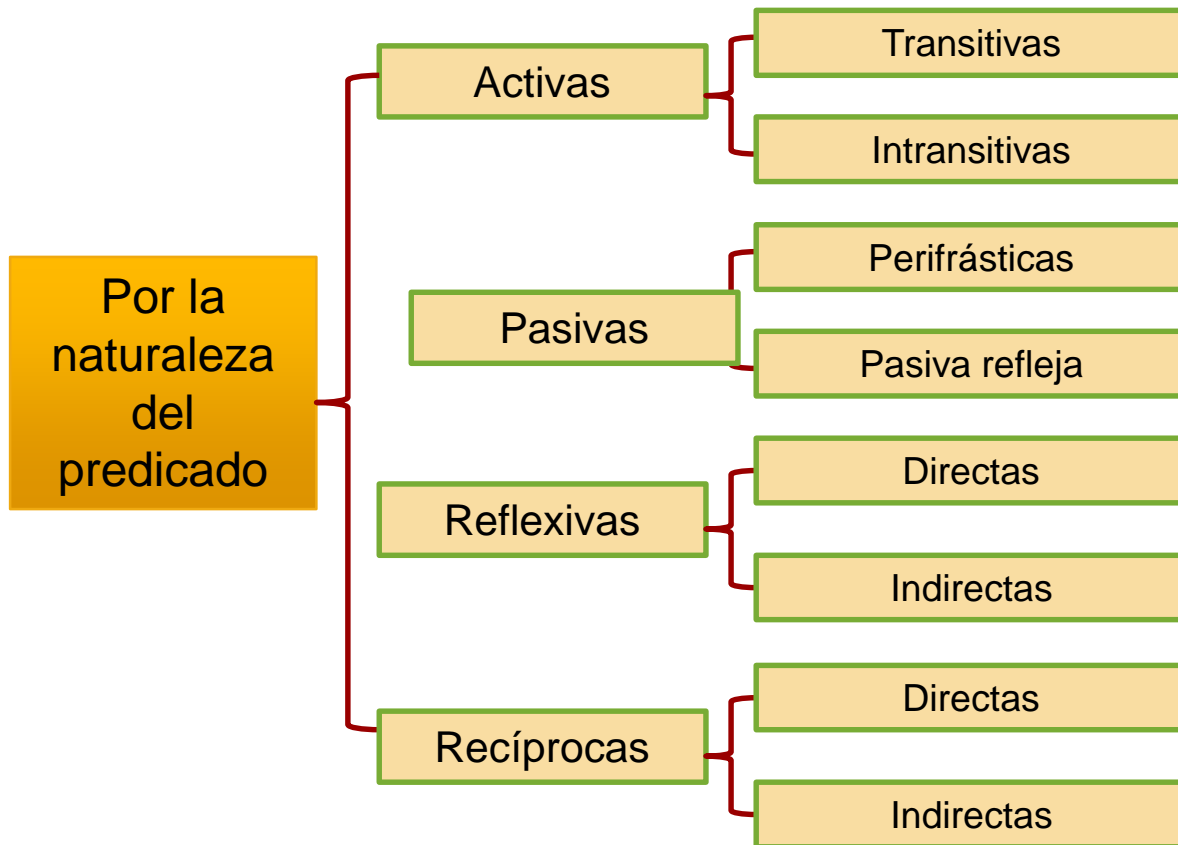 Por la
naturaleza
del
predicado
Activas
Transitivas
Intransitivas
Pasivas
Perifrásticas
Pasiva refleja
Reflexivas
Directas
Indirectas
Recíprocas
Directas
Indirectas